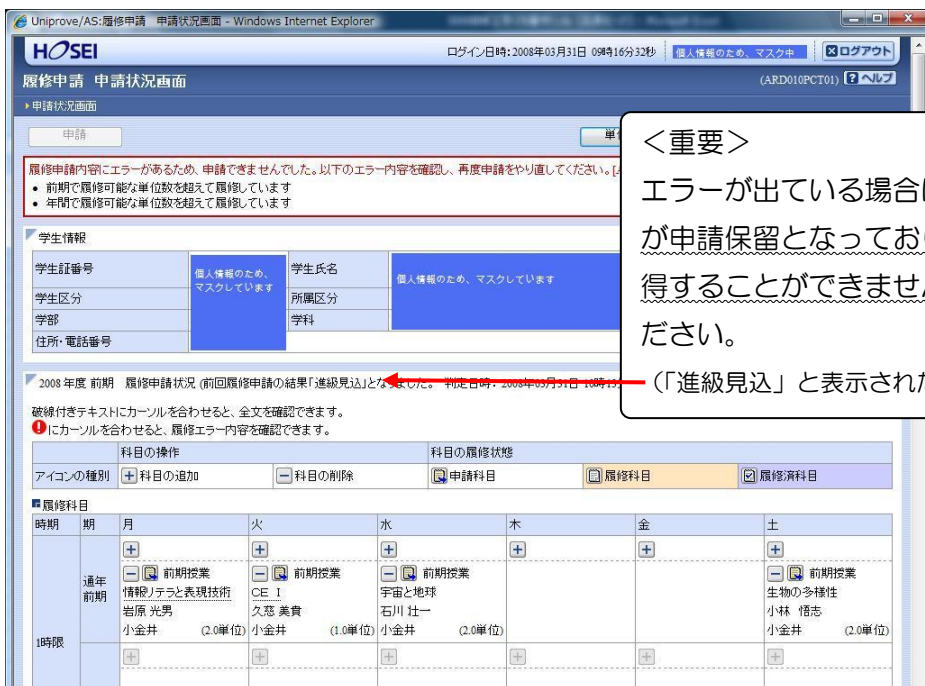 Uniprove/AS:履修申請 申請状況画面 - Windows Internet Explorer
HOSEI
ログイン日時:2008年03月31日 09時16分32秒 個人情報のため、マスク中 ログアウト
履修申請 申請状況画面 (ARD010PCT01) ? ヘルプ
申請状況画面
申請
単
履修申請内容にエラーがあるため、申請できませんでした。以下のエラー内容を確認し、再度申請をやり直してください。
• 前期で履修可能な単位数を超えて履修しています
• 年間で履修可能な単位数を超えて履修しています
<重要>
エラーが出ている場合
が申請保留となってお
得することができませ
ださい。
(「進級見込」と表示され
学生情報
学生証番号 個人情報のため、マスクしています 学生氏名 個人情報のため、マスクしています
学生区分 所属区分
学部 学科
住所・電話番号
2008 年度 前期 履修申請状況 (前回履修申請の結果「進級見込」となりました。 判定日時: 2008年03月31日
破線付きテキストにカーソルを合わせると、全文を確認できます。
にカーソルを合わせると、履修エラー内容を確認できます。
科目の操作 科目の履修状態
アイコンの種別 + 科目の追加 − 科目の削除 申請科目 履修科目 履修済科目
履修科目
時期 期 月 火 水 木 金 土
1時限 通年 前期
前期授業 前期授業 前期授業 前期授業
情報リテラと表現技術 CE I 宇宙と地球 生物の多様性
岩原 光男 久慈 美貴 石川 壮一 小林 悟志
小金井 (2.0単位) 小金井 (1.0単位) 小金井 (2.0単位) 小金井 (2.0単位)